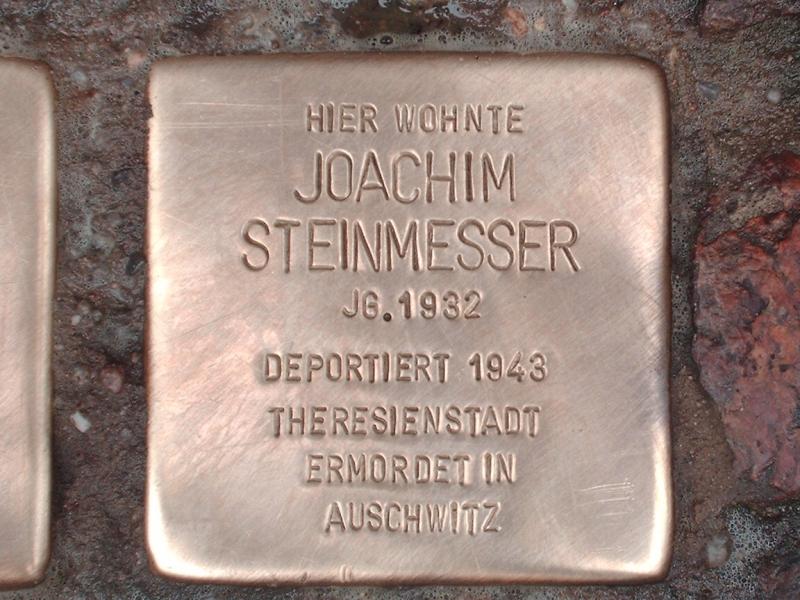 HIER WOHNTE
JOACHIM
STEINMESSER
JG.1932
DEPORTIERT 1943
THERESIENSTADT
ERMORDET IN
AUSCHWITZ